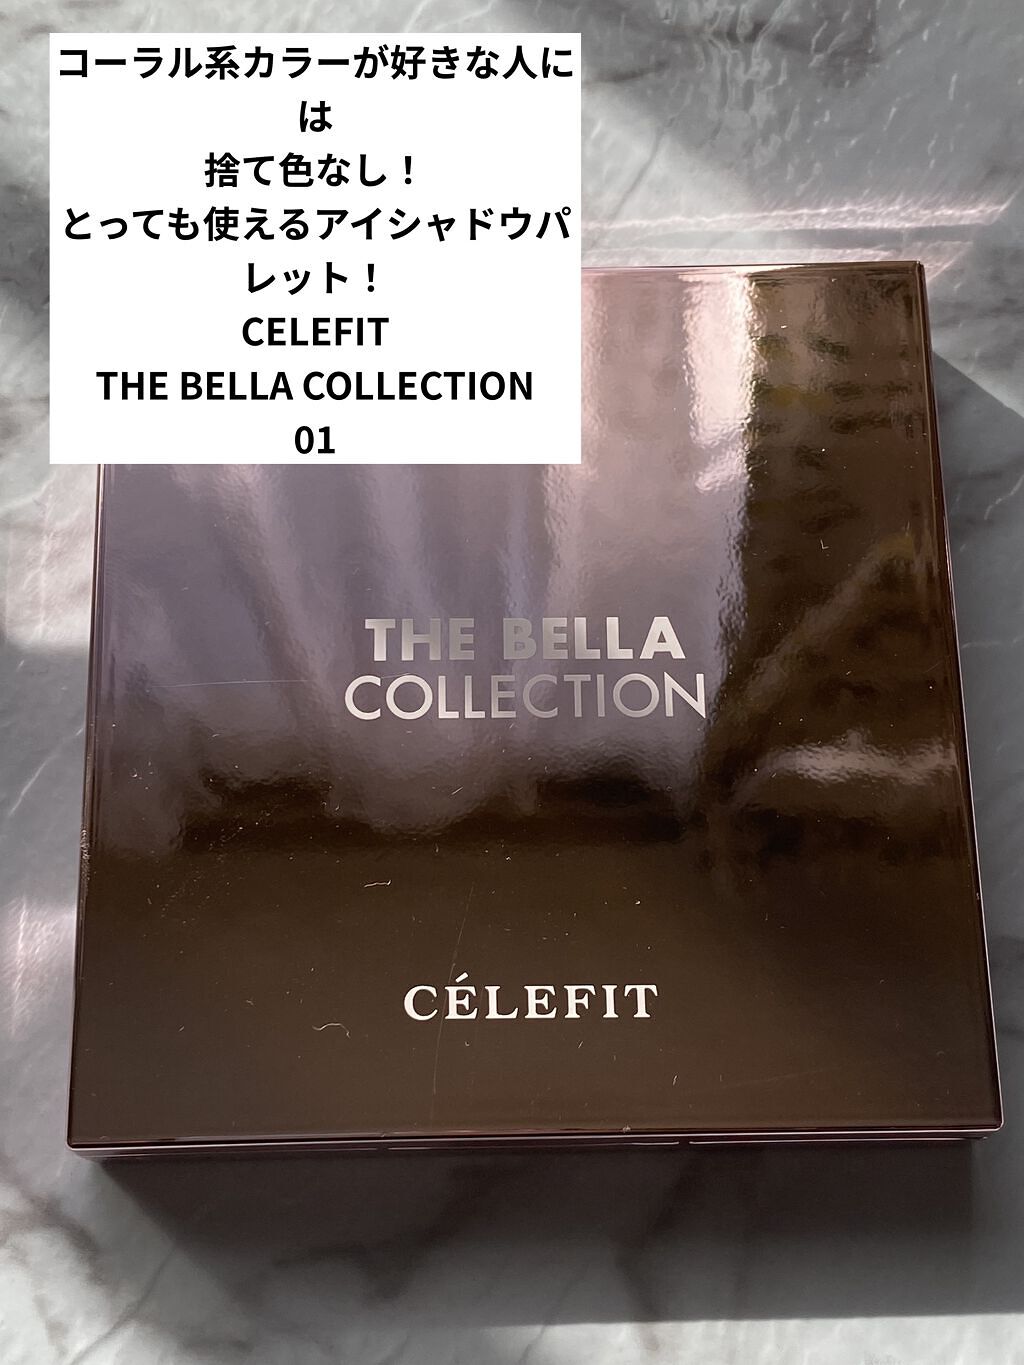 コーラル系カラーが好きな人に
は
捨て色なし！
とっても使えるアイシャドウパ
レット！
CELEFIT
THE BELLA COLLECTION
01
THE BELLA
COLLECTION
CÉLEFIT